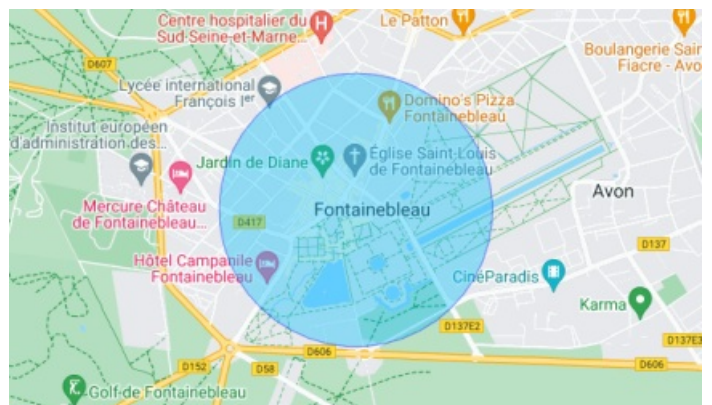 Centre hospitalier du
Sud-Seine-et-Marne...
Le Patton
Boulangerie Sain
Fiacre - Avo
D607
Lycée international
François Iᵉʳ
Domino's Pizza
Fontainebleau
Institut européen
d'administration des...
Jardin de Diane
Église Saint-Louis
de Fontainebleau
Mercure Château
de Fontainebleau...
Avon
Fontainebleau
D417
D137
Hôtel Campanile
Fontainebleau
CinéParadis
Karma
D137E2
D137E3
D606
D606
D152
D58
Golf de Fontainebleau